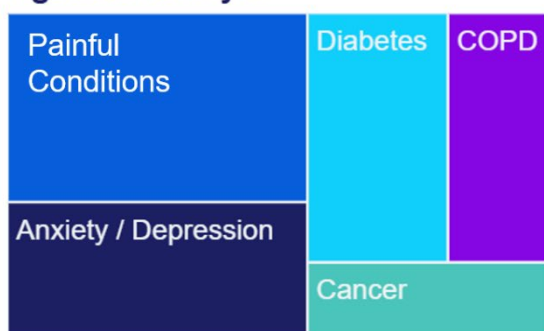 Painful
Conditions
Diabetes
COPD
Anxiety / Depression
Cancer